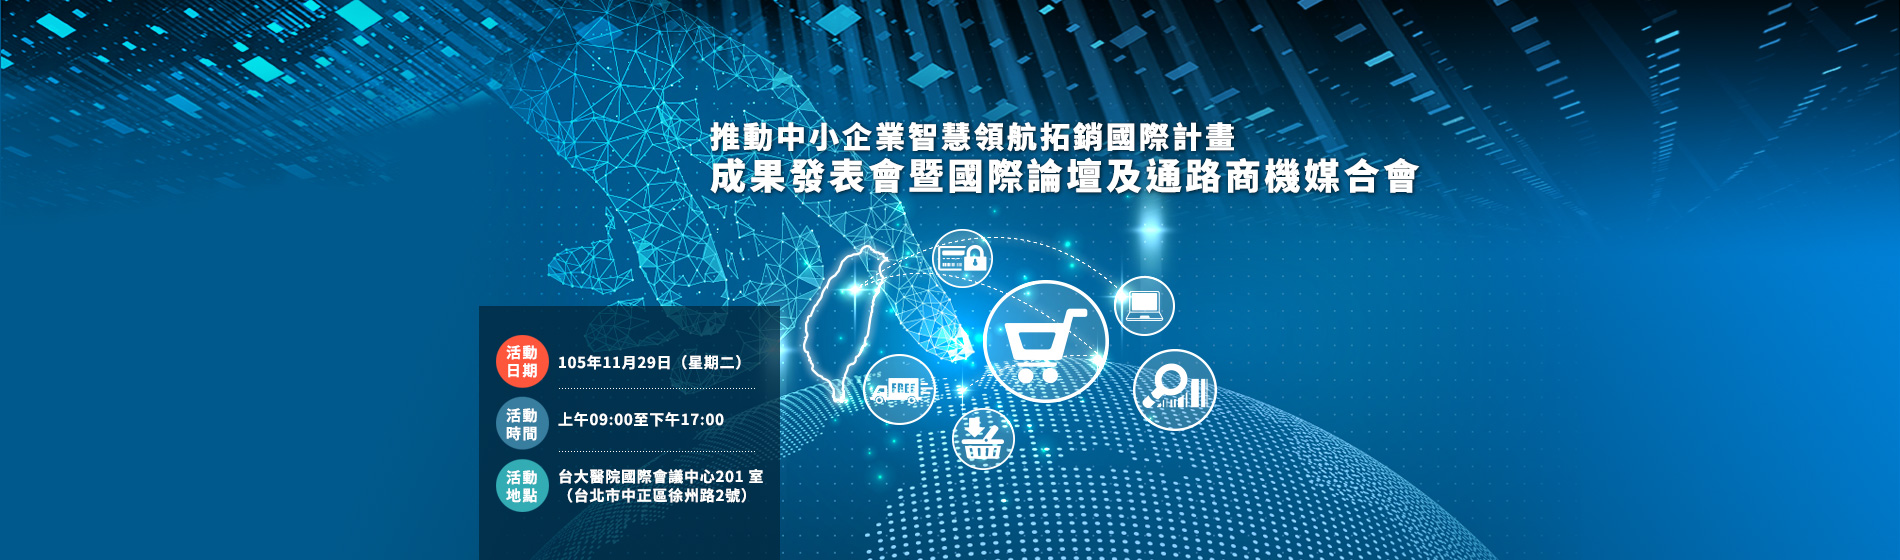 推動中小企業智慧領航拓銷國際計畫
成果發表會暨國際論壇及通路商機媒合會
活動
日期
105年11月29日（星期二）
活動
時間
上午09:00至下午17:00
活動
地點
台大醫院國際會議中心201 室
（台北市中正區徐州路2號）
FREE